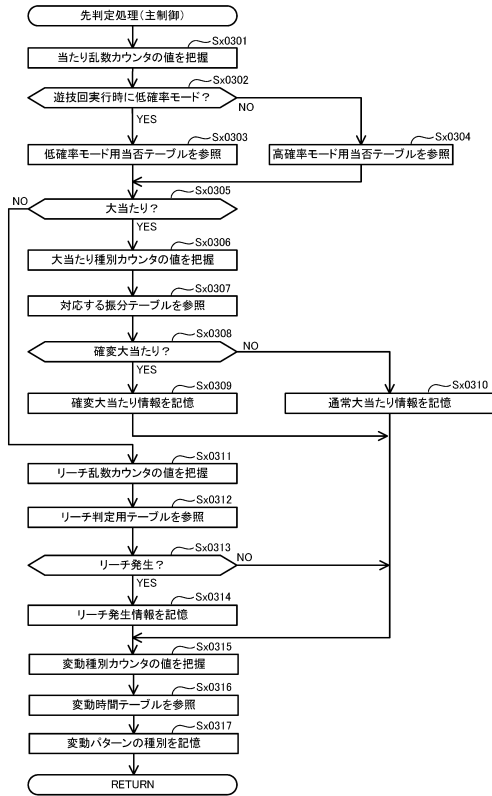 先判定処理(主制御)
Sx0301
当たり乱数カウンタの値を把握
Sx0302
遊技回実行時に低確率モード?
NO
YES
Sx0303
低確率モード用当否テーブルを参照
Sx0304
高確率モード用当否テーブルを参照
Sx0305
NO
大当たり?
YES
Sx0306
大当たり種別カウンタの値を把握
Sx0307
対応する振分テーブルを参照
Sx0308
確変大当たり?
NO
YES
Sx0309
確変大当たり情報を記憶
Sx0310
通常大当たり情報を記憶
Sx0311
リーチ乱数カウンタの値を把握
Sx0312
リーチ判定用テーブルを参照
Sx0313
リーチ発生?
NO
YES
Sx0314
リーチ発生情報を記憶
Sx0315
変動種別カウンタの値を把握
Sx0316
変動時間テーブルを参照
Sx0317
変動パターンの種別を記憶
RETURN